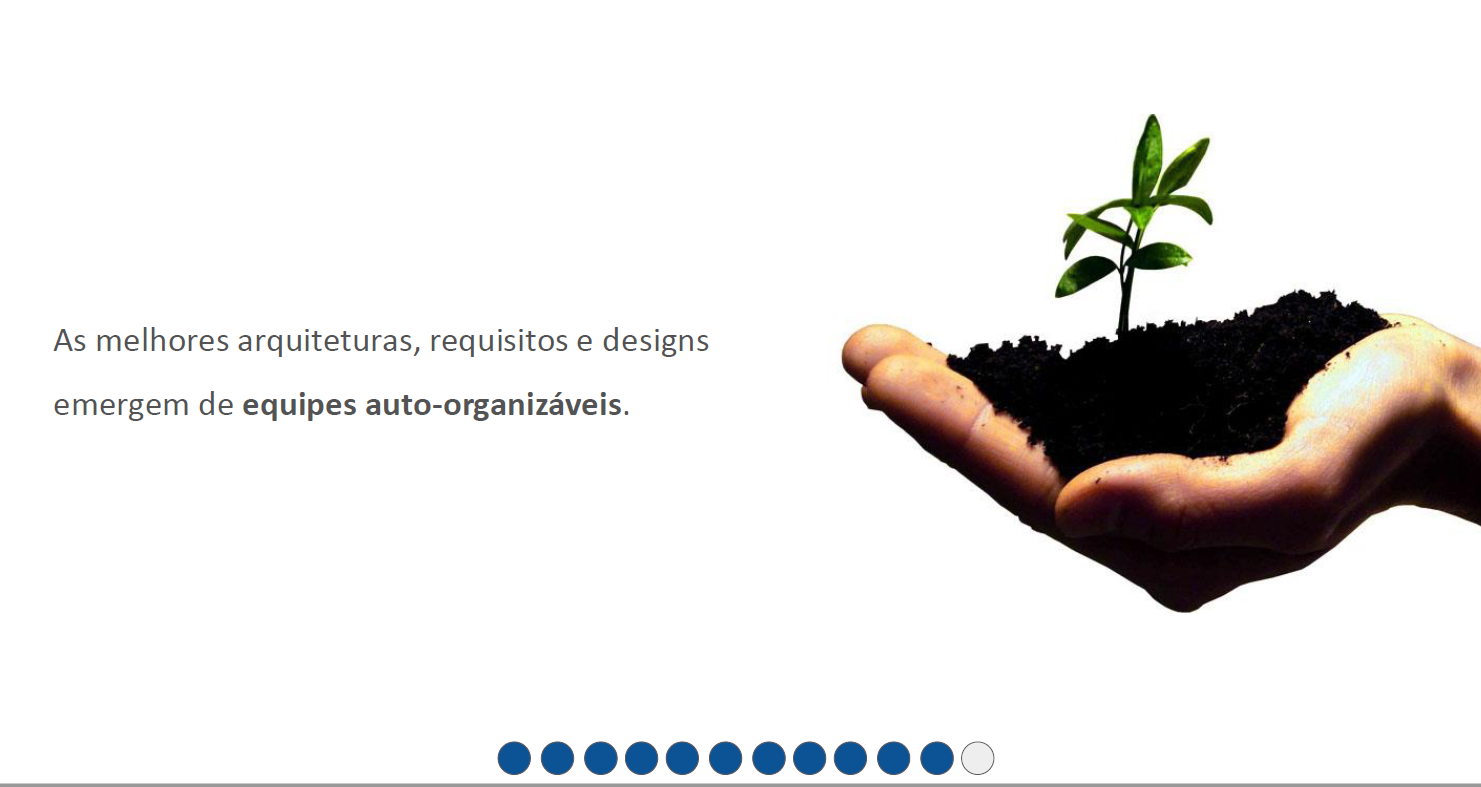 As melhores arquiteturas, requisitos e designs
emergem de equipes auto-organizáveis.